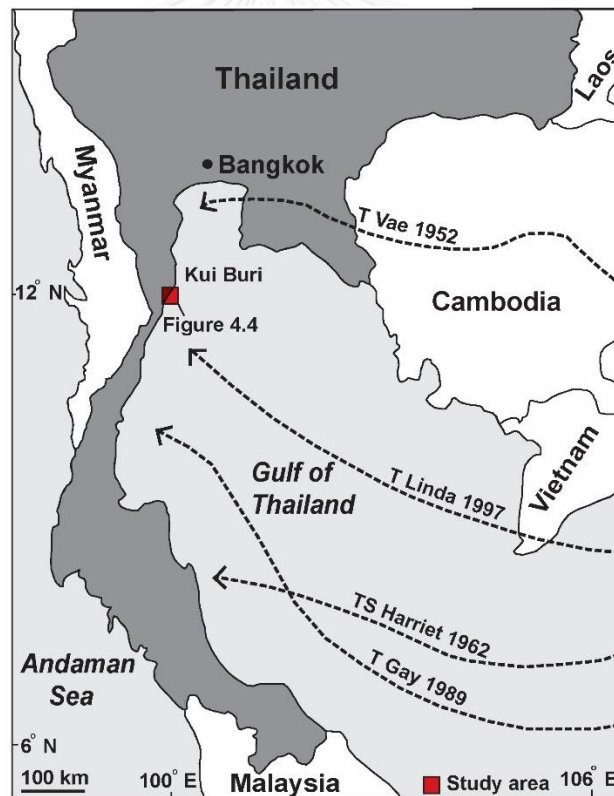 Thailand
Laos
Myanmar
Bangkok
T Vae 1952
Kui Buri
12° N
Cambodia
Figure 4.4
Gulf of
Thailand
T Linda 1997
Vietnam
TS Harriet 1962
T Gay 1989
Andaman
Sea
6° N
100 km
100° E
Malaysia
Study area
106° E